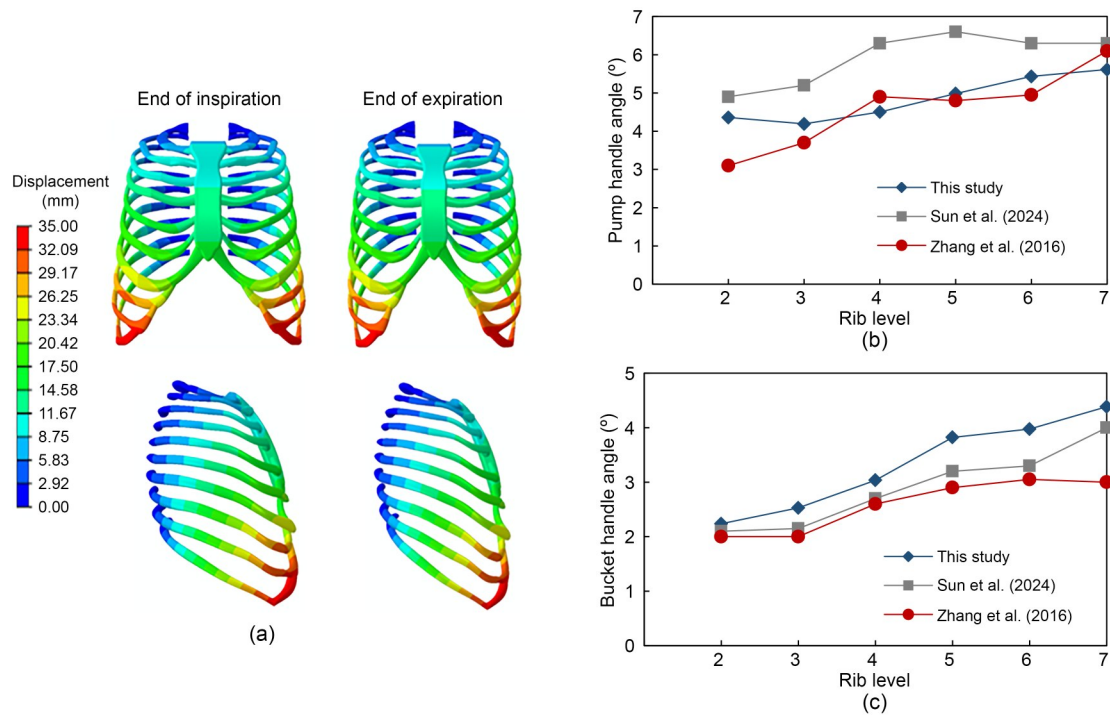 End of inspiration
End of expiration
Displacement
(mm)
35.00
32.09
29.17
26.25
23.34
20.42
17.50
14.58
11.67
8.75
5.83
2.92
0.00
(a)
Pump handle angle (º)
7
6
5
4
3
2
1
0
This study
Sun et al. (2024)
Zhang et al. (2016)
2 3 4 5 6 7
Rib level
(b)
Bucket handle angle (º)
5
4
3
2
1
0
This study
Sun et al. (2024)
Zhang et al. (2016)
2 3 4 5 6 7
Rib level
(c)